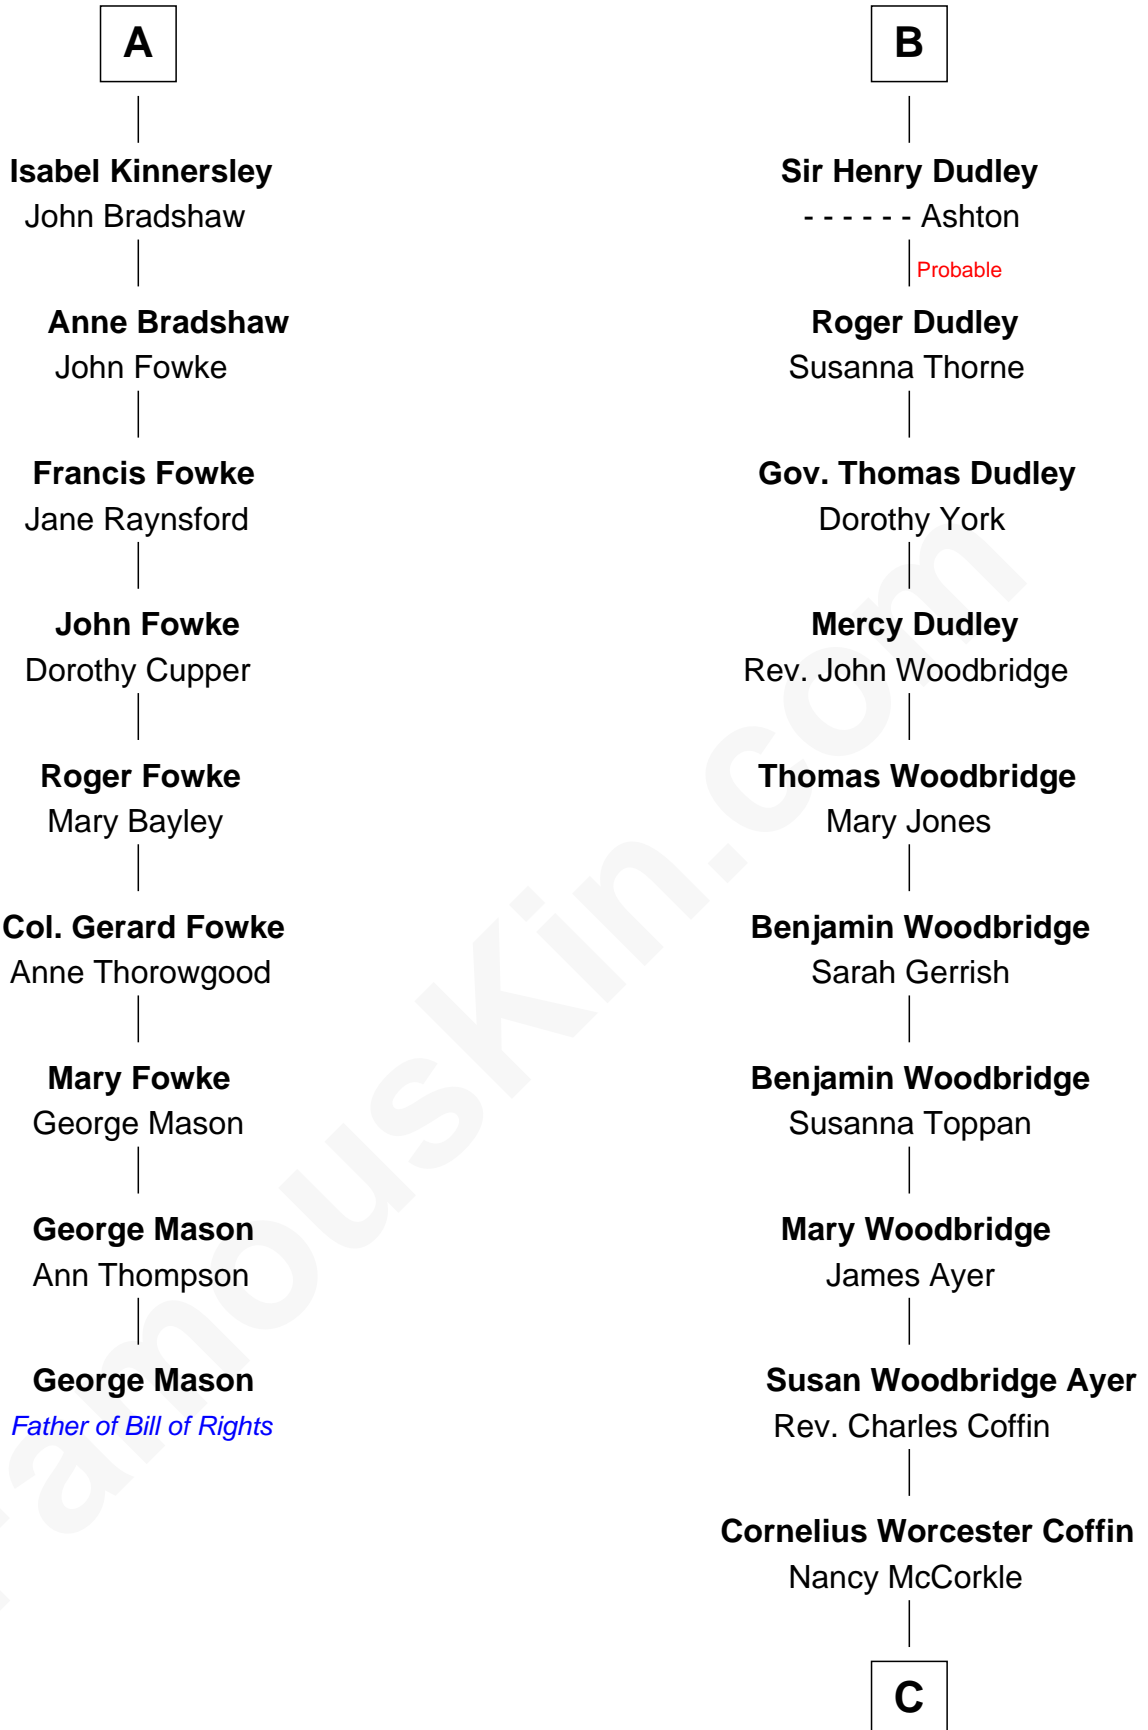 A
Isabel Kinnersley
John Bradshaw
Anne Bradshaw
John Fowke
Francis Fowke
Jane Raynsford
John Fowke
Dorothy Cupper
Roger Fowke
Mary Bayley
Col. Gerard Fowke
Anne Thorowgood
Mary Fowke
George Mason
George Mason
Ann Thompson
George Mason
Father of Bill of Rights
B
Sir Henry Dudley
- - - - - - Ashton
Probable
Roger Dudley
Susanna Thorne
Gov. Thomas Dudley
Dorothy York
Mercy Dudley
Rev. John Woodbridge
Thomas Woodbridge
Mary Jones
Benjamin Woodbridge
Sarah Gerrish
Benjamin Woodbridge
Susanna Toppan
Mary Woodbridge
James Ayer
Susan Woodbridge Ayer
Rev. Charles Coffin
Cornelius Worcester Coffin
Nancy McCorkle
C
FamousKin.com